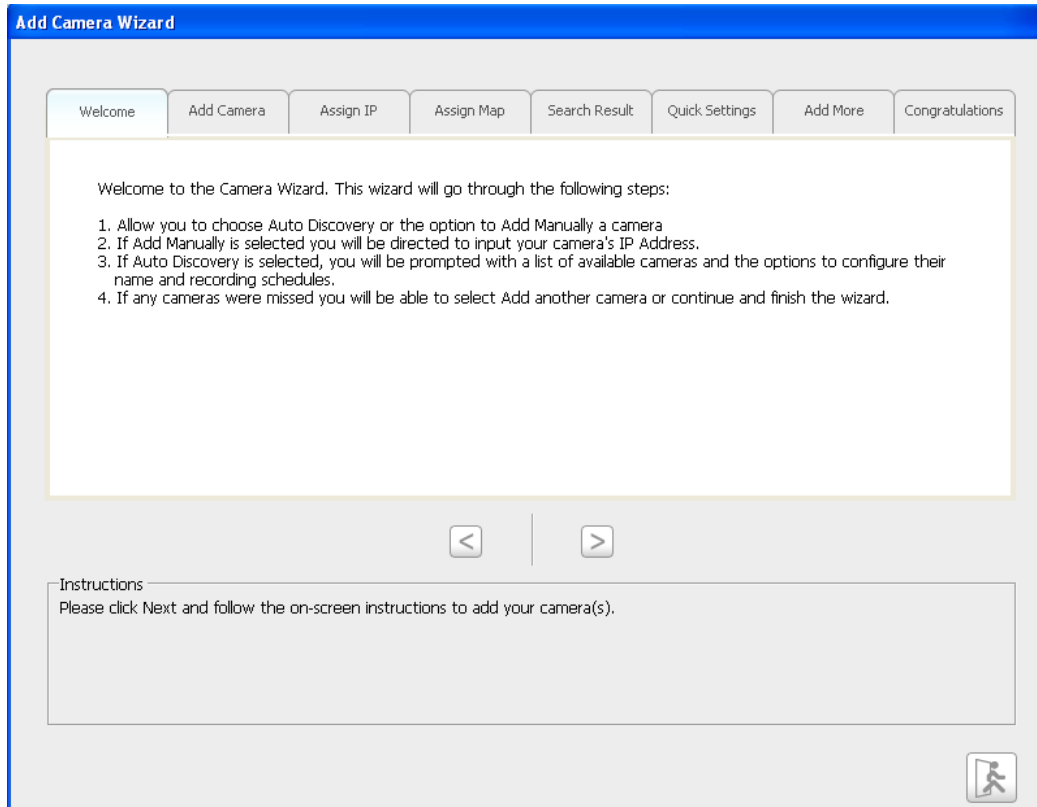 Add Camera Wizard
Welcome
Add Camera
Assign IP
Assign Map
Search Result
Quick Settings
Add More
Congratulations
Welcome to the Camera Wizard. This wizard will go through the following steps:
1. Allow you to choose Auto Discovery or the option to Add Manually a camera
2. If Add Manually is selected you will be directed to input your camera's IP Address.
3. If Auto Discovery is selected, you will be prompted with a list of available cameras and the options to configure their
name and recording schedules.
4. If any cameras were missed you will be able to select Add another camera or continue and finish the wizard.
<
>
Instructions
Please click Next and follow the on-screen instructions to add your camera(s).